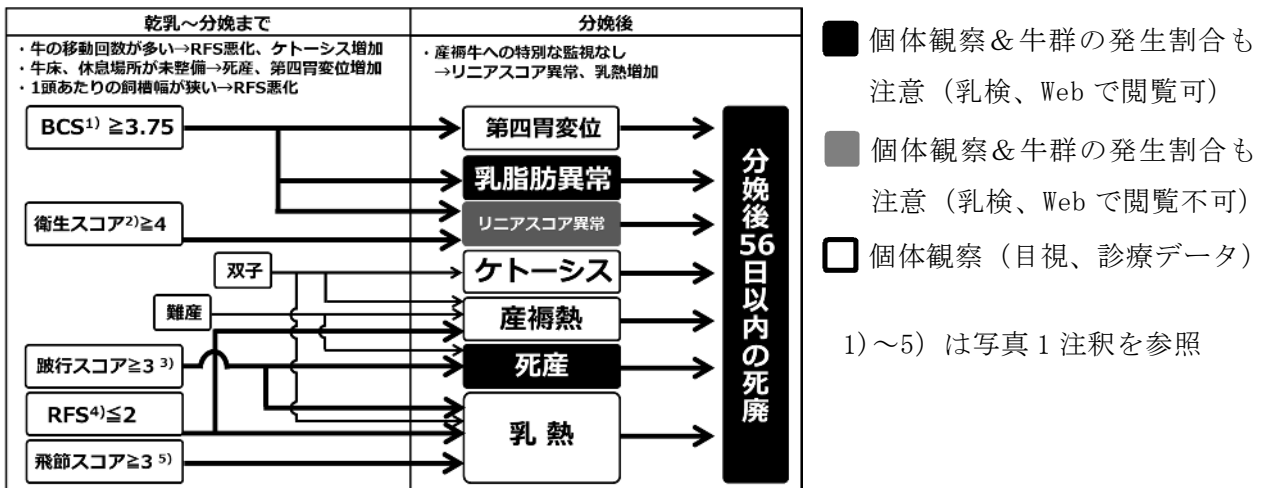 乾乳～分娩まで
分娩後
・牛の移動回数が多い→RFS悪化、ケトーシス増加
・牛床、休息場所が未整備→死産、第四胃変位増加
・1頭あたりの飼槽幅が狭い→RFS悪化
・産褥牛への特別な監視なし
→リニアスコア異常、乳熱増加
BCS1) ≧3.75
衛生スコア2)≧4
双子
難産
跛行スコア≧3 3)
RFS4)≦2
飛節スコア≧3 5)
第四胃変位
乳脂肪異常
リニアスコア異常
ケトーシス
産褥熱
死産
乳 熱
分娩後56日以内の死廃
個体観察＆牛群の発生割合も
注意（乳検、Webで閲覧可）
個体観察＆牛群の発生割合も
注意（乳検、Webで閲覧不可）
個体観察（目視、診療データ）
1)～5) は写真1注釈を参照